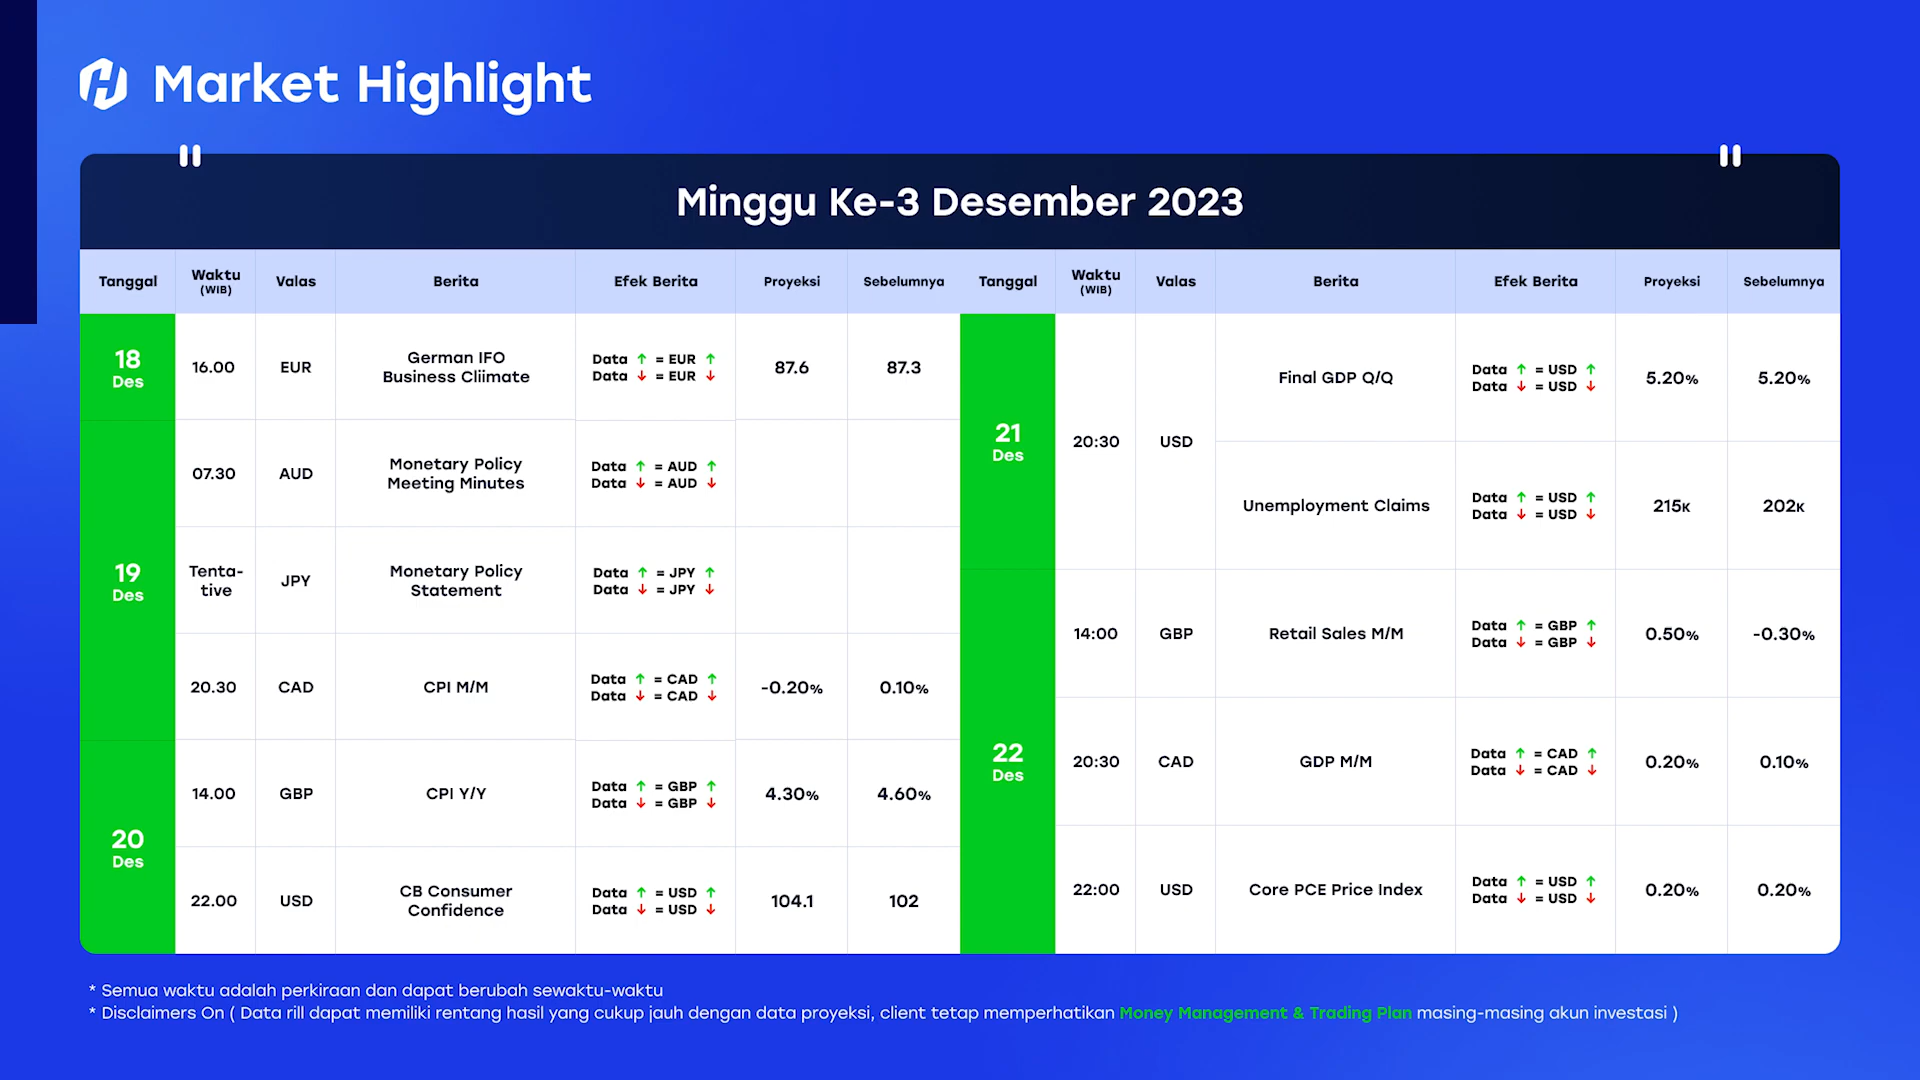 Market Highlight
"
"
Minggu Ke-3 Desember 2023
Tanggal Waktu (WIB) Valas Berita Efek Berita Proyeksi Sebelumnya
18 Des
16.00 EUR
German IFO
Business Cliimate
Data ↑ = EUR ↑
Data ↓ = EUR ↓
87.6 87.3
19 Des
07.30 AUD
Monetary Policy
Meeting Minutes
Data ↑ = AUD ↑
Data ↓ = AUD ↓
Tenta-
tive
JPY
Monetary Policy
Statement
Data ↑ = JPY ↑
Data ↓ = JPY ↓
20.30 CAD CPI M/M
Data ↑ = CAD ↑
Data ↓ = CAD ↓
-0.20% 0.10%
20 Des
14.00 GBP CPI Y/Y
Data ↑ = GBP ↑
Data ↓ = GBP ↓
4.30% 4.60%
22.00 USD
CB Consumer
Confidence
Data ↑ = USD ↑
Data ↓ = USD ↓
104.1 102
Tanggal Waktu (WIB) Valas Berita Efek Berita Proyeksi Sebelumnya
21 Des
20:30 USD
Final GDP Q/Q
Data ↑ = USD ↑
Data ↓ = USD ↓
5.20% 5.20%
Unemployment Claims
Data ↑ = USD ↑
Data ↓ = USD ↓
215K 202K
22 Des
14:00 GBP Retail Sales M/M
Data ↑ = GBP ↑
Data ↓ = GBP ↓
0.50% -0.30%
20:30 CAD GDP M/M
Data ↑ = CAD ↑
Data ↓ = CAD ↓
0.20% 0.10%
22:00 USD Core PCE Price Index
Data ↑ = USD ↑
Data ↓ = USD ↓
0.20% 0.20%
* Semua waktu adalah perkiraan dan dapat berubah sewaktu-waktu
* Disclaimers On ( Data rill dapat memiliki rentang hasil yang cukup jauh dengan data proyeksi, client tetap memperhatikan Money Management & Trading Plan masing-masing akun investasi )